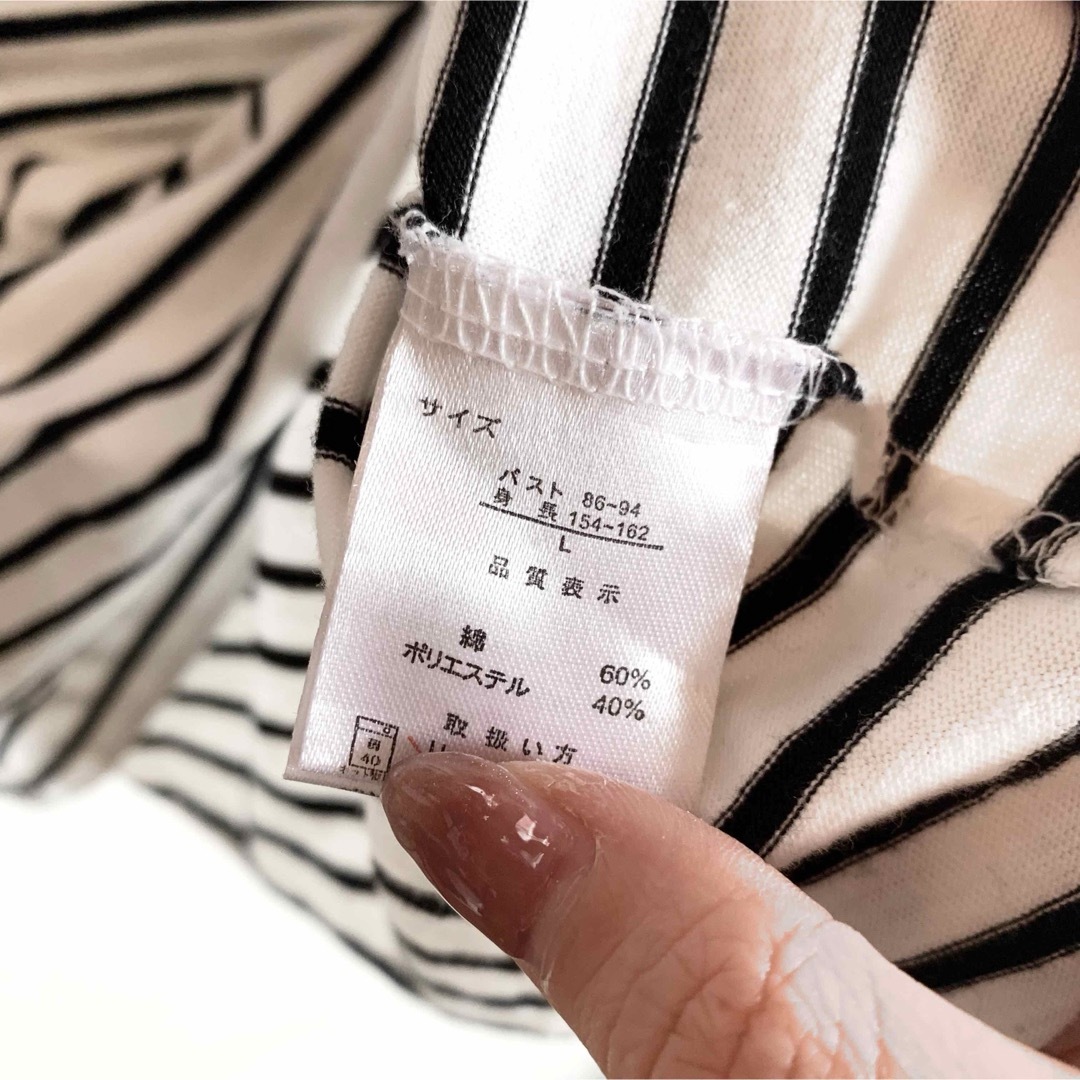 サイズ
バスト 86~94
身長 154~162
L
品質表示
綿 60%
ポリエステル 40%
取扱い方
40